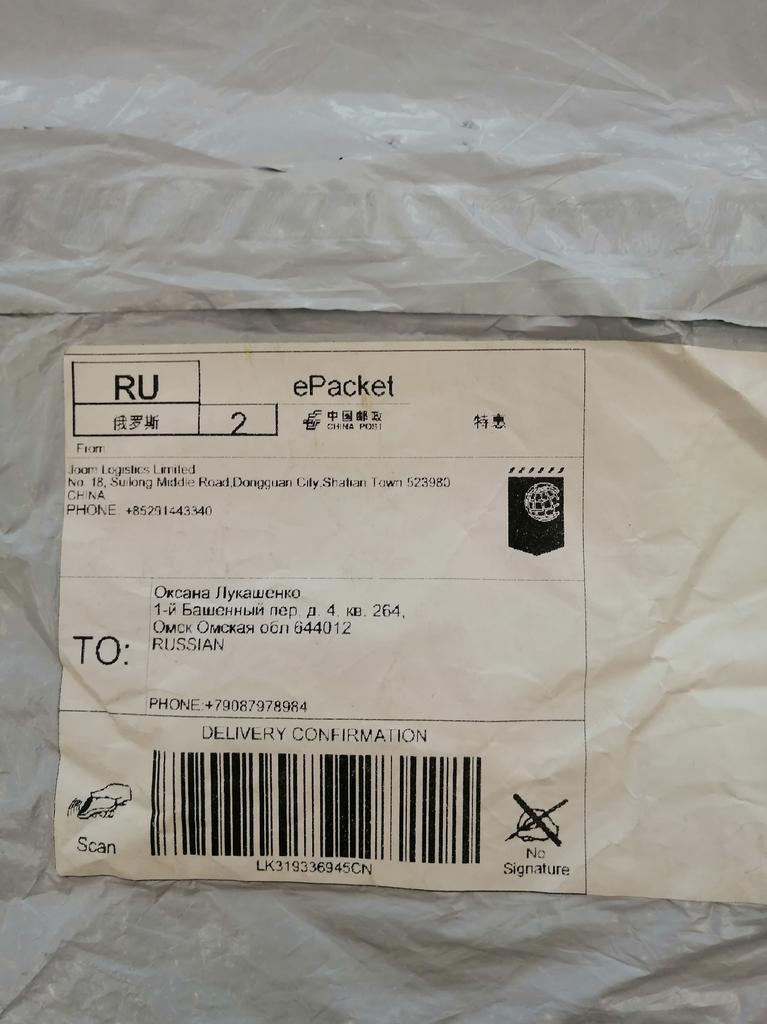 RU
ePacket
俄罗斯
2
中国邮政
CHINA POST
特惠
From
Joom Logistics Limited
No. 18, Suilong Middle Road,Dongguan City,Shatian Town 523980
CHINA
PHONE: +85291443340
TO:
Оксана Лукашенко
1-й Башенный пер, д. 4, кв. 264,
Омск Омская обл 644012
RUSSIAN
PHONE:+79087978984
DELIVERY CONFIRMATION
Scan
LK319336945CN
No
Signature